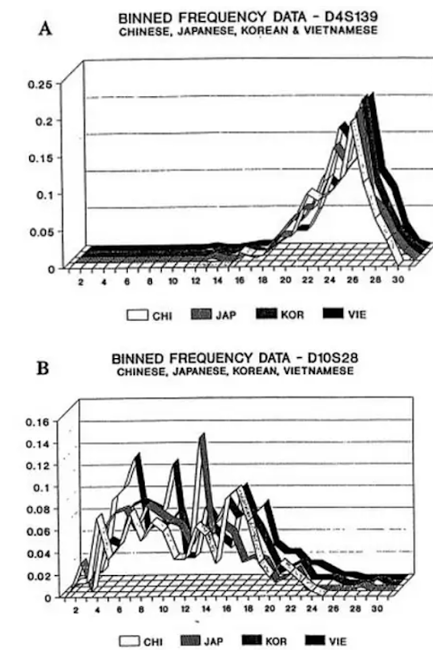 A
BINNED FREQUENCY DATA - D4S139
CHINESE, JAPANESE, KOREAN & VIETNAMESE
0.25
0.2
0.15
0.1
0.05
0
2 4 6 8 10 12 14 16 18 20 22 24 26 28 30
CHI JAP KOR VIE
B
BINNED FREQUENCY DATA - D10S28
CHINESE, JAPANESE, KOREAN, VIETNAMESE
0.16
0.14
0.12
0.1
0.08
0.06
0.04
0.02
0
2 4 6 8 10 12 14 16 18 20 22 24 26 28 30
CHI JAP KOR VIE